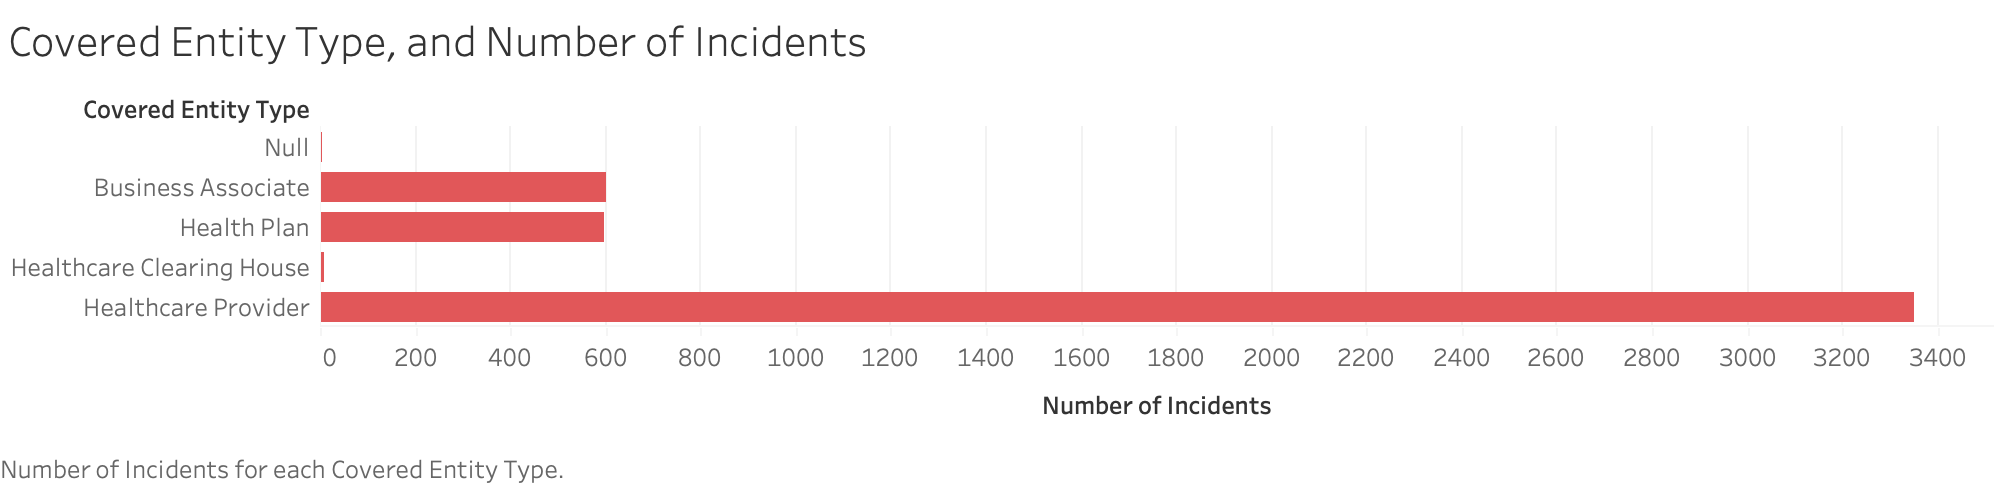 Covered Entity Type, and Number of Incidents
Covered Entity Type
Null
Business Associate
Health Plan
Healthcare Clearing House
Healthcare Provider
0 200 400 600 800 1000 1200 1400 1600 1800 2000 2200 2400 2600 2800 3000 3200 3400
Number of Incidents
Number of Incidents for each Covered Entity Type.